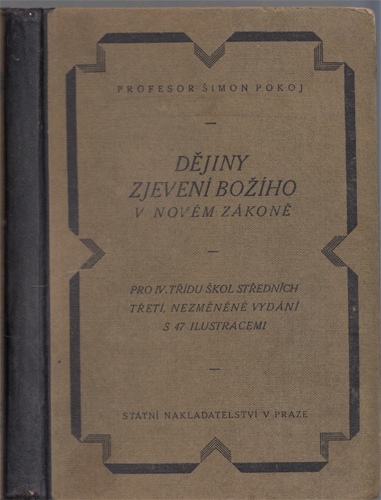 PROFESOR ŠIMON POKOJ
DĚJINY
ZJEVENÍ BOŽÍHO
V NOVÉM ZÁKONĚ
PRO IV. TŘÍDU ŠKOL STŘEDNÍCH
TŘETÍ, NEZMĚNĚNÉ VYDÁNÍ
S 47 ILUSTRACEMI
STÁTNÍ NAKLADATELSTVÍ V PRAZE